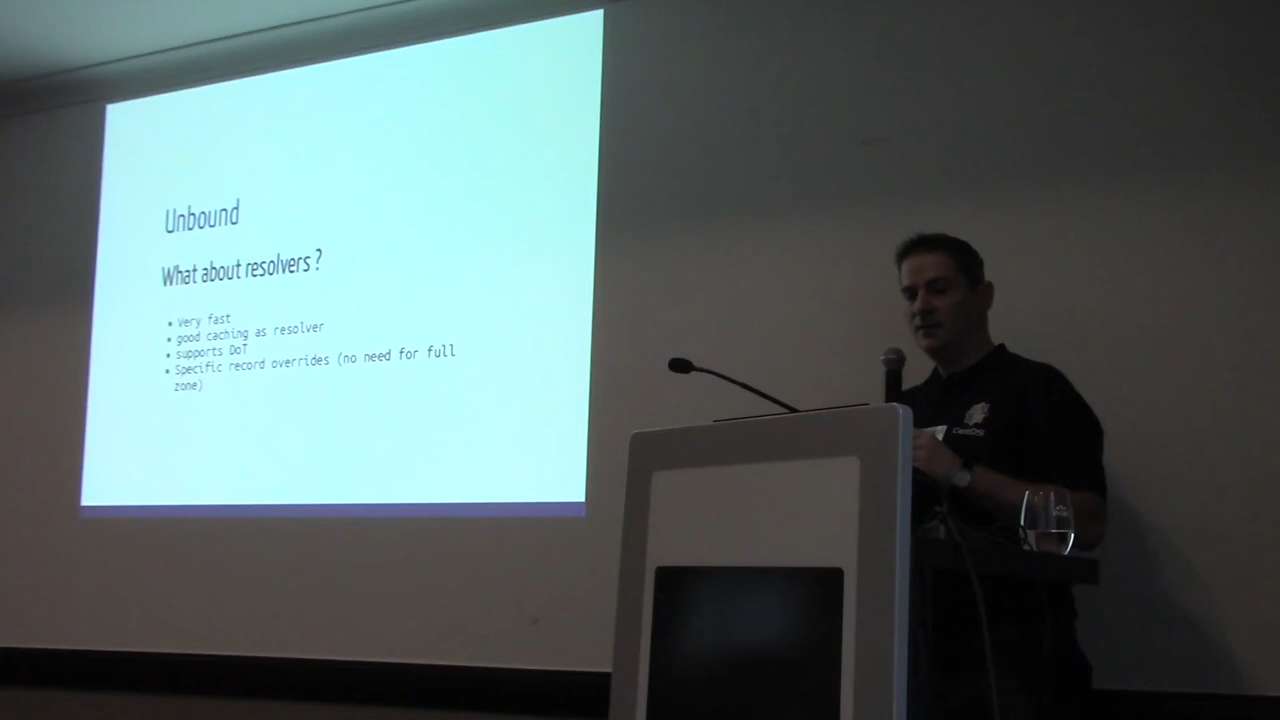 Unbound
What about resolvers ?
• Very fast
• good caching as resolver
• supports DoT
• Specific record overrides (no need for full
zone)
CentOS